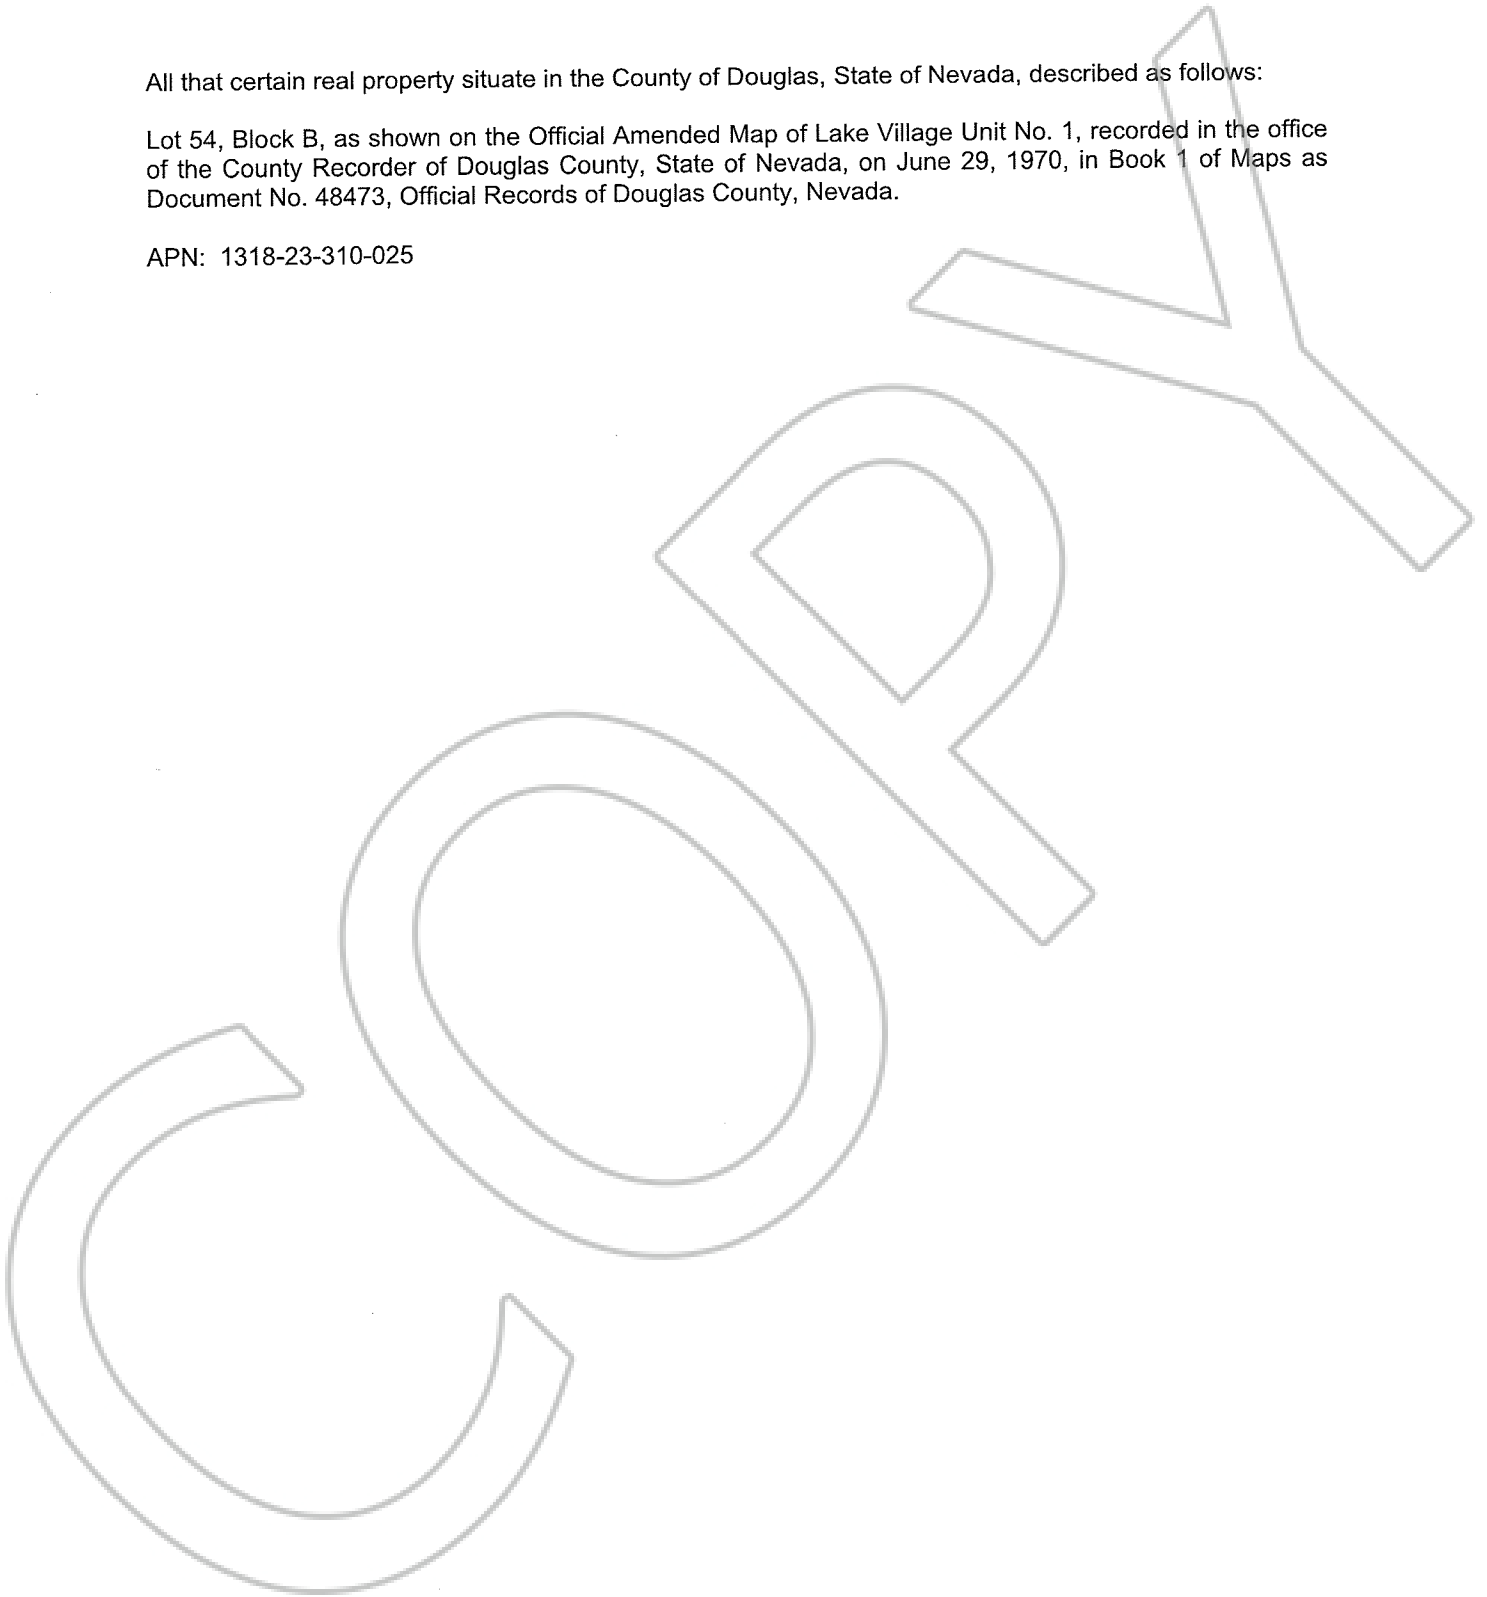 All that certain real property situate in the County of Douglas, State of Nevada, described as follows:
Lot 54, Block B, as shown on the Official Amended Map of Lake Village Unit No. 1, recorded in the office
of the County Recorder of Douglas County, State of Nevada, on June 29, 1970, in Book 1 of Maps as
Document No. 48473, Official Records of Douglas County, Nevada.
APN: 1318-23-310-025
COPY